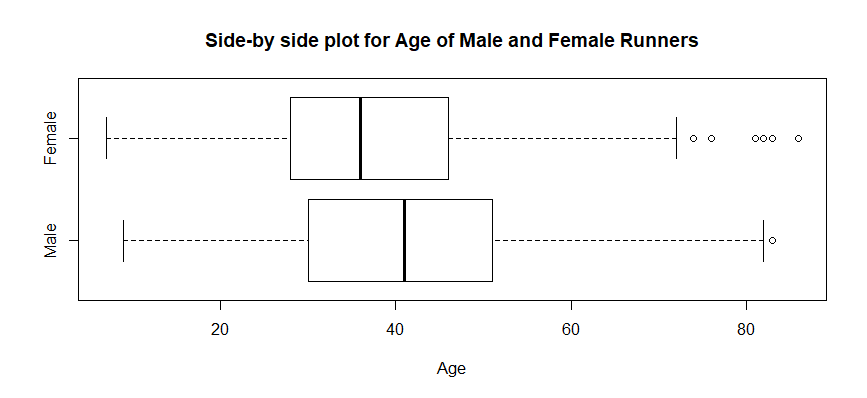 Side-by side plot for Age of Male and Female Runners
Female
Male
20 40 60 80
Age